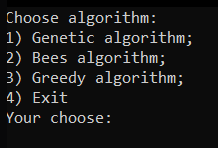 Choose algorithm:
1) Genetic algorithm;
2) Bees algorithm;
3) Greedy algorithm;
4) Exit
Your choose: